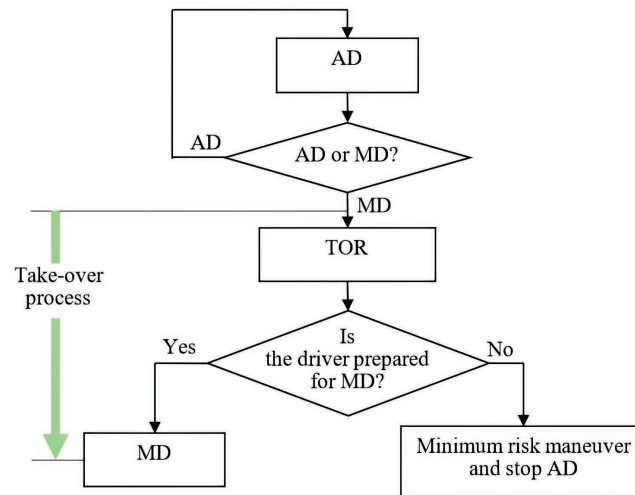 AD
AD
AD or MD?
MD
TOR
Take-over
process
Is
the driver prepared
for MD?
Yes
No
MD
Minimum risk maneuver
and stop AD